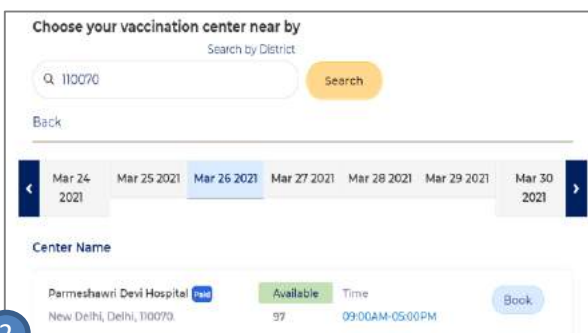 Choose your vaccination center near by
Search by District
110070
Search
Back
Mar 24 2021
Mar 25 2021
Mar 26 2021
Mar 27 2021
Mar 28 2021
Mar 29 2021
Mar 30 2021
Center Name
Parmeshawri Devi Hospital Paid
Available
Time
Book
New Delhi, Delhi, 110070.
97
09:00AM-05:00PM